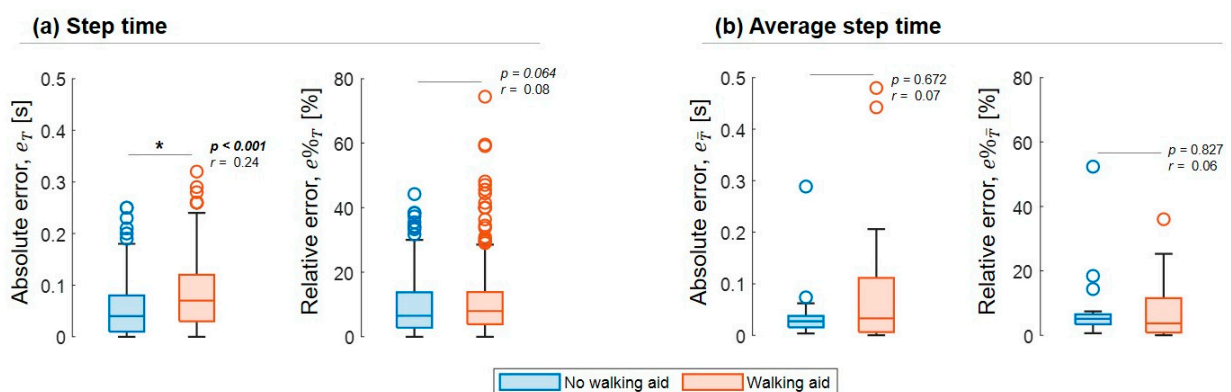 (a) Step time
(b) Average step time
Absolute error, e_T [s]
0.5
0.4
0.3
0.2
0.1
0
*
p < 0.001
r = 0.24
Relative error, e%_T [%]
80
60
40
20
0
p = 0.064
r = 0.08
Absolute error, e_T̄ [s]
0.5
0.4
0.3
0.2
0.1
0
p = 0.672
r = 0.07
Relative error, e%_T̄ [%]
80
60
40
20
0
p = 0.827
r = 0.06
No walking aid
Walking aid